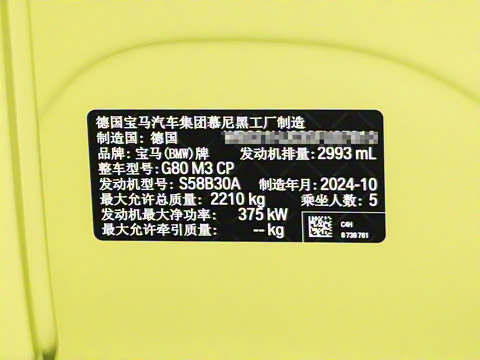 德国宝马汽车集团慕尼黑工厂制造
制造国：德国
品牌：宝马(BMW)牌 发动机排量：2993 mL
整车型号：G80 M3 CP
发动机型号：S58B30A 制造年月：2024-10
最大允许总质量：2210 kg 乘坐人数：5
发动机最大净功率：375 kW
最大允许牵引质量：-- kg
C4H
8 738 761